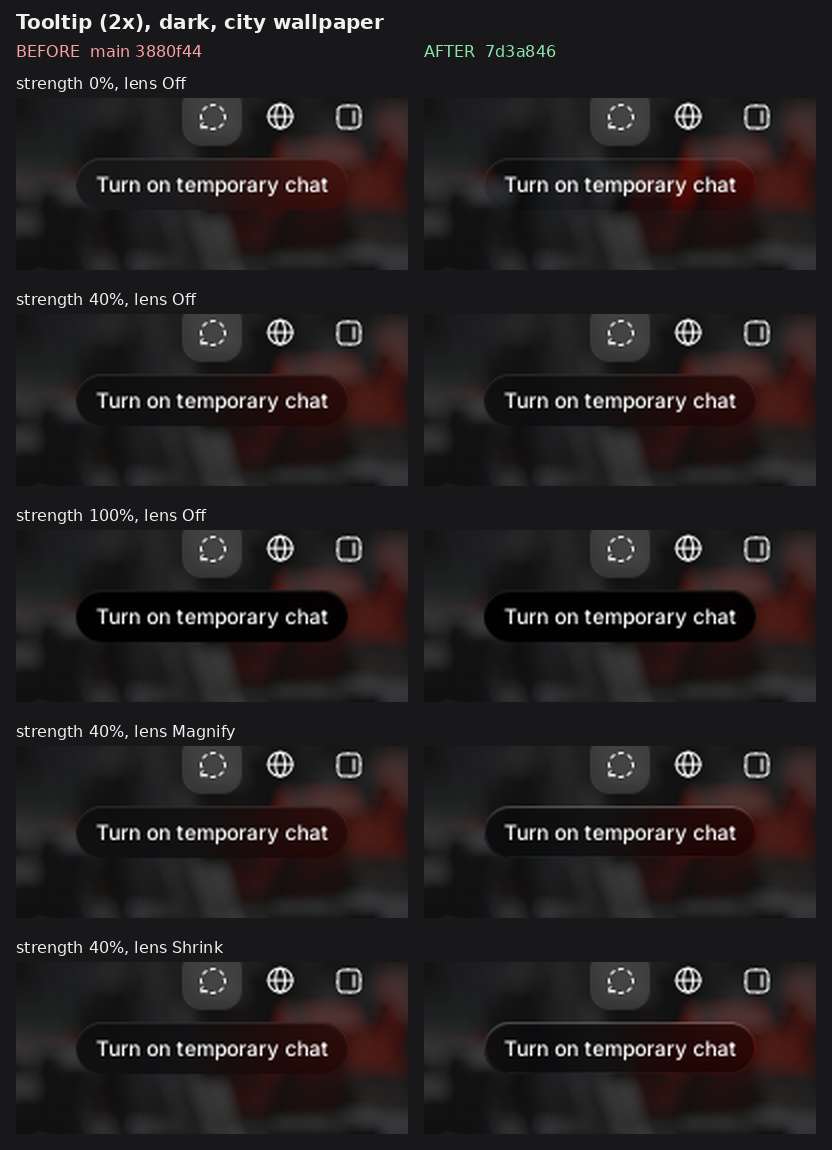 Tooltip (2x), dark, city wallpaper
BEFORE main 3880f44
AFTER 7d3a846
strength 0%, lens Off
Turn on temporary chat
Turn on temporary chat
strength 40%, lens Off
Turn on temporary chat
Turn on temporary chat
strength 100%, lens Off
Turn on temporary chat
Turn on temporary chat
strength 40%, lens Magnify
Turn on temporary chat
Turn on temporary chat
strength 40%, lens Shrink
Turn on temporary chat
Turn on temporary chat